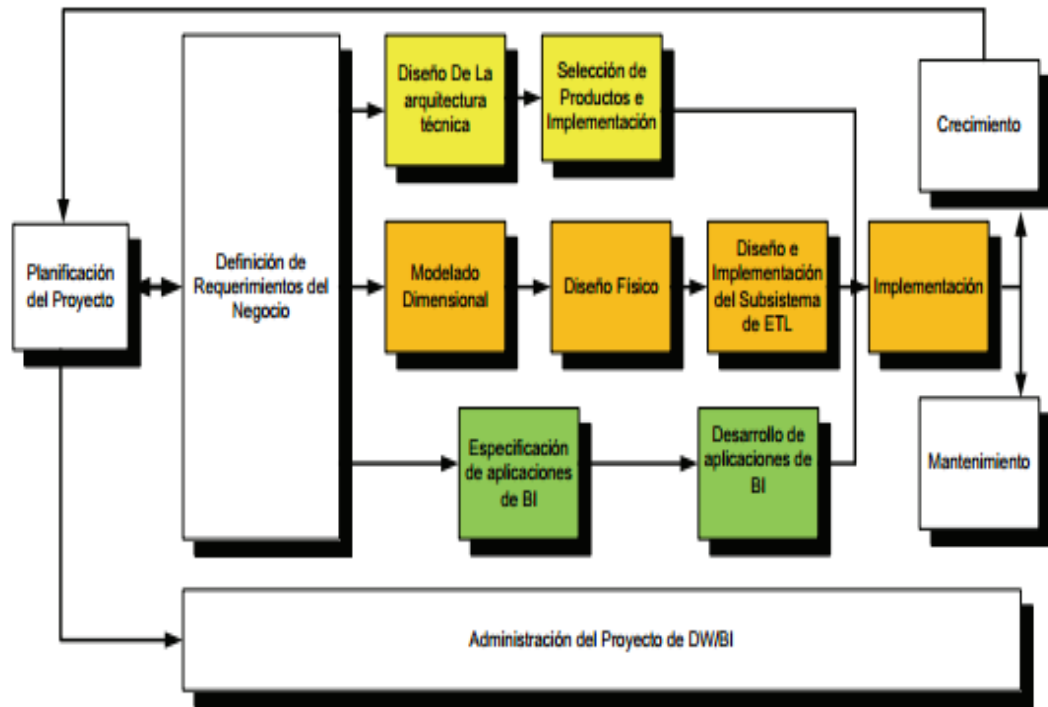 Planificación
del Proyecto
Definición de
Requerimientos del
Negocio
Diseño De La
arquitectura
técnica
Selección de
Productos e
Implementación
Modelado
Dimensional
Diseño Físico
Diseño e
Implementación
del Subsistema
de ETL
Implementación
Especificación
de aplicaciones
de BI
Desarrollo de
aplicaciones de
BI
Crecimiento
Mantenimiento
Administración del Proyecto de DW/BI